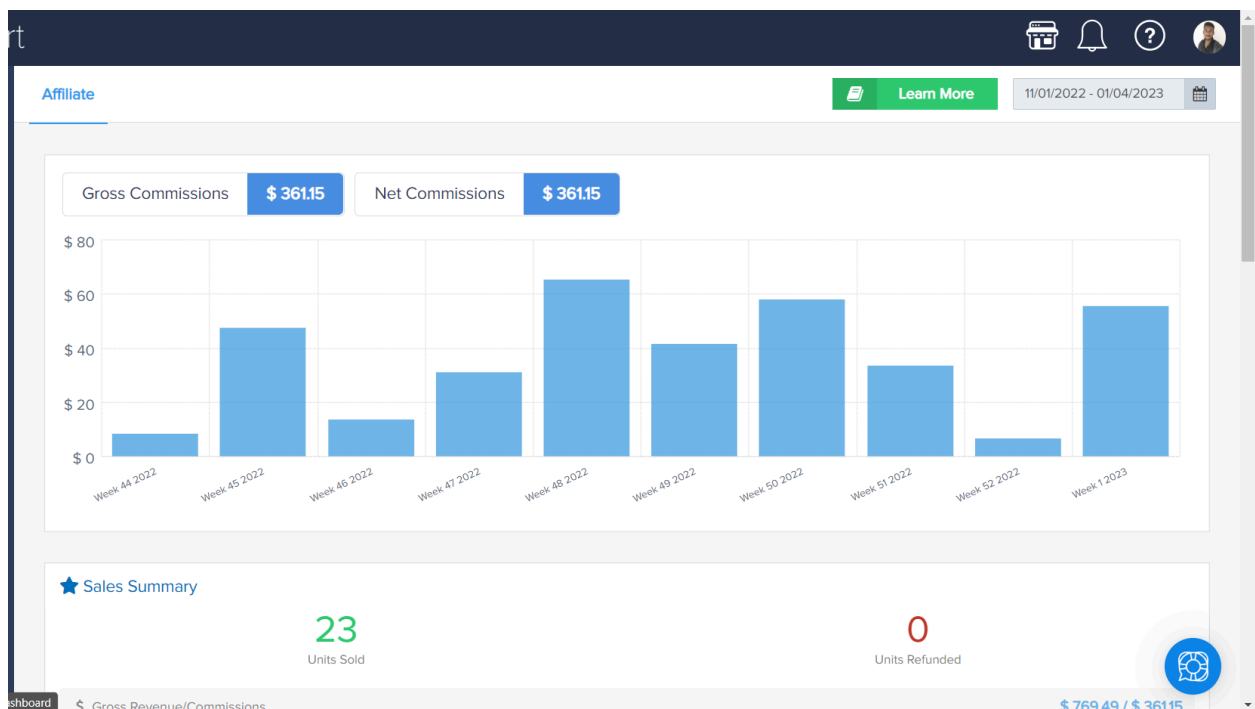 rt
Affiliate
Learn More
11/01/2022 - 01/04/2023
Gross Commissions $ 361.15 Net Commissions $ 361.15
$ 80
$ 60
$ 40
$ 20
$ 0
Week 44 2022 Week 45 2022 Week 46 2022 Week 47 2022 Week 48 2022 Week 49 2022 Week 50 2022 Week 51 2022 Week 52 2022 Week 1 2023
Sales Summary
23 0
Units Sold Units Refunded
ashboard $ Gross Revenue/Commissions $ 769.49 / $ 361.15